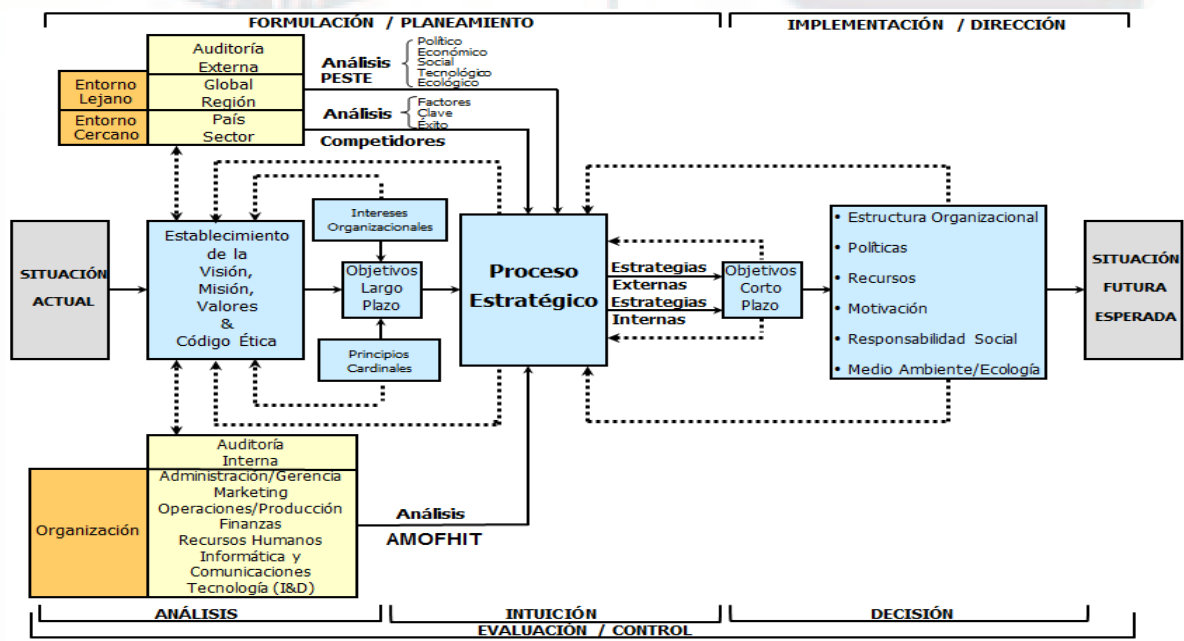 FORMULACIÓN / PLANEAMIENTO
IMPLEMENTACIÓN / DIRECCIÓN
Auditoría
Externa
Entorno
Lejano
Global
Región
Entorno
Cercano
País
Sector
Análisis
PESTE
Político
Económico
Social
Tecnológico
Ecológico
Análisis
Competidores
Factores
Clave
Éxito
SITUACIÓN
ACTUAL
Establecimiento
de la
Visión,
Misión,
Valores
&
Código Ética
Intereses
Organizacionales
Objetivos
Largo
Plazo
Principios
Cardinales
Proceso
Estratégico
Estrategias
Externas
Estrategias
Internas
Objetivos
Corto
Plazo
• Estructura Organizacional
• Políticas
• Recursos
• Motivación
• Responsabilidad Social
• Medio Ambiente/Ecología
SITUACIÓN
FUTURA
ESPERADA
Auditoría
Interna
Organización
Administración/Gerencia
Marketing
Operaciones/Producción
Finanzas
Recursos Humanos
Informática y
Comunicaciones
Tecnología (I&D)
Análisis
AMOFHIT
ANÁLISIS
INTUICIÓN
DECISIÓN
EVALUACIÓN / CONTROL